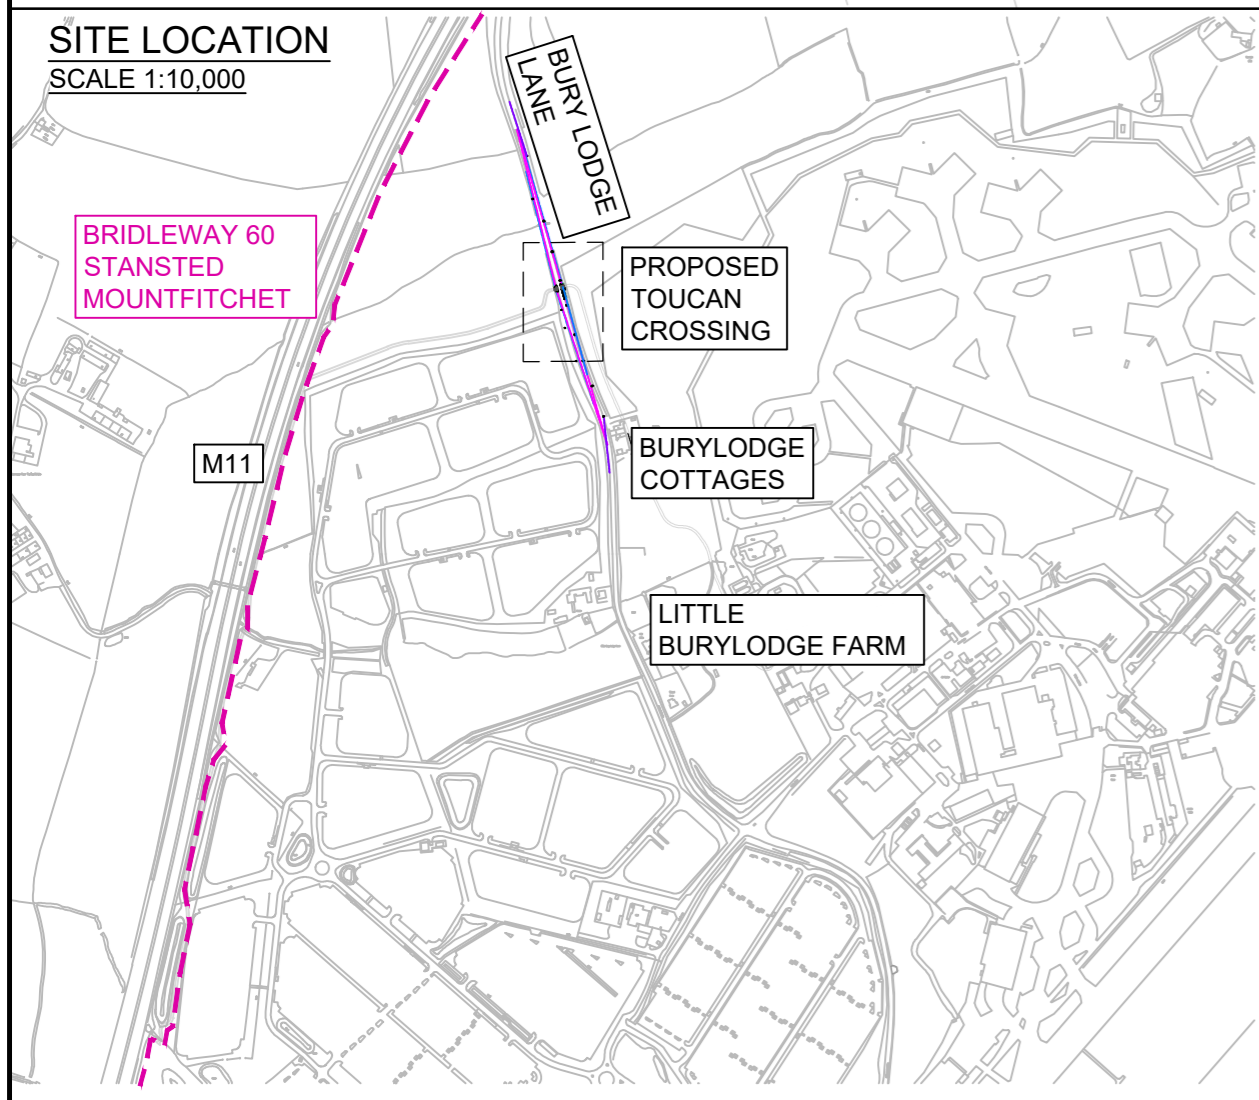 SITE LOCATION
SCALE 1:10,000
BURY LODGE
LANE
BRIDLEWAY 60
STANSTED
MOUNTFITCHET
PROPOSED
TOUCAN
CROSSING
M11
BURYLODGE
COTTAGES
LITTLE
BURYLODGE FARM